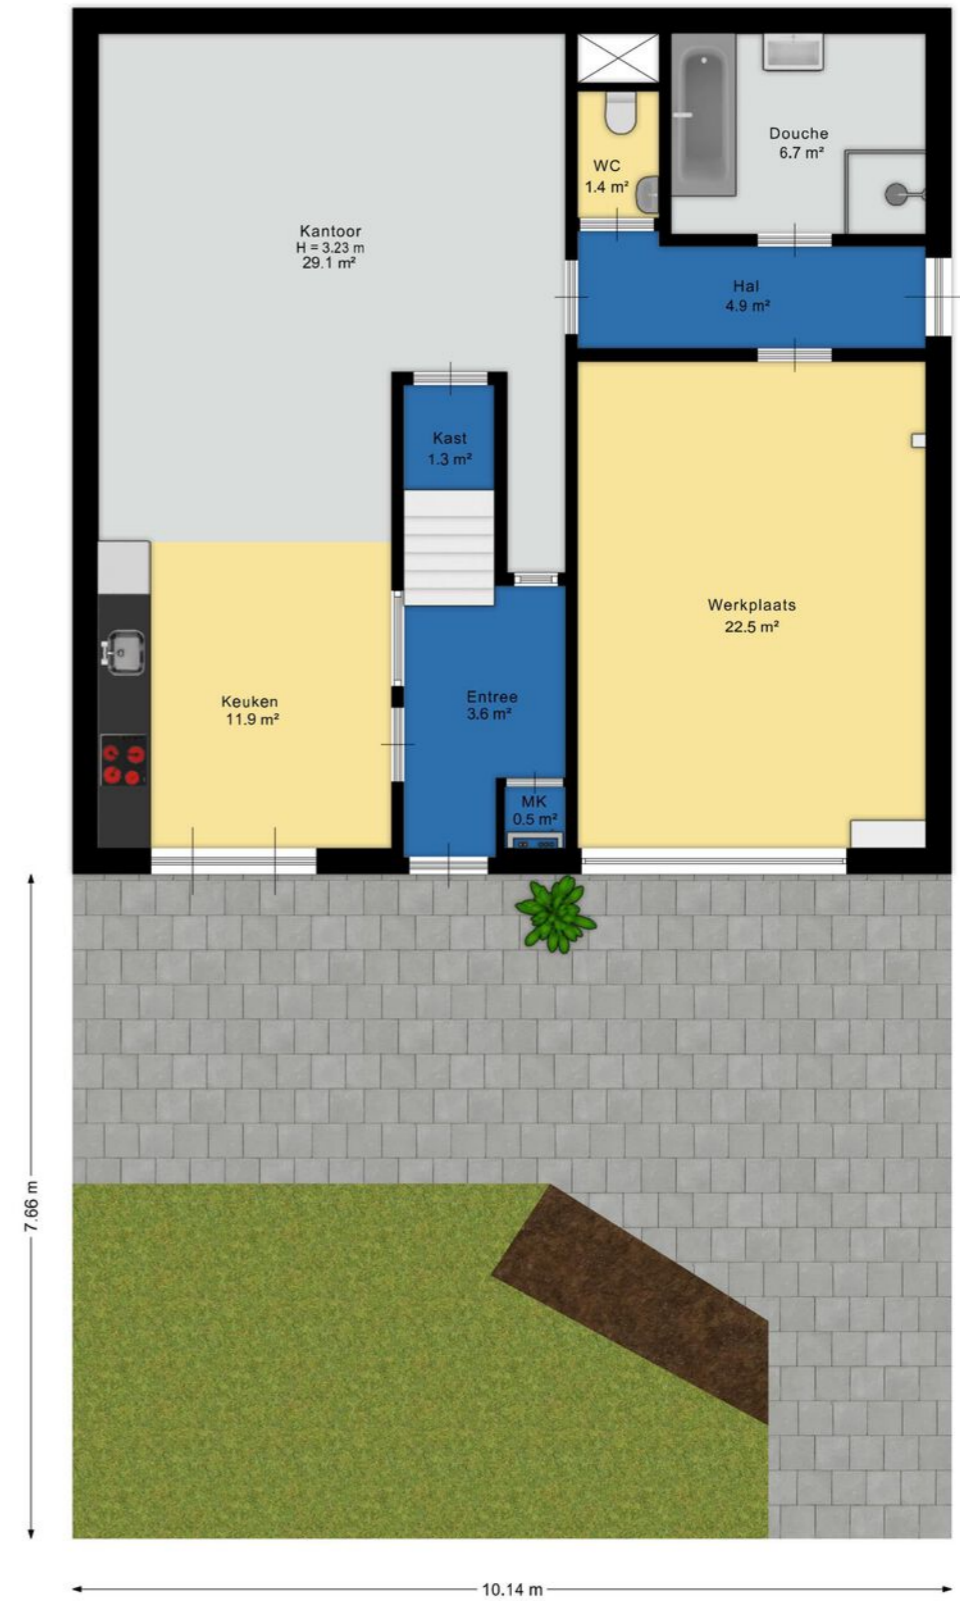 Douche
6.7 m²
WC
1.4 m²
Kantoor
H = 3.23 m
29.1 m²
Hal
4.9 m²
Kast
1.3 m²
Werkplaats
22.5 m²
Keuken
11.9 m²
Entree
3.6 m²
MK
0.5 m²
7.66 m
10.14 m